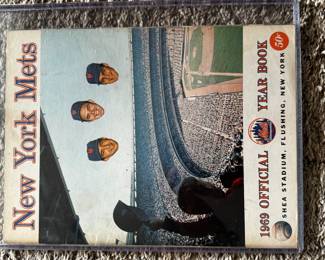 New York Mets
1969 OFFICIAL YEAR BOOK 50¢
SHEA STADIUM, FLUSHING, NEW YORK